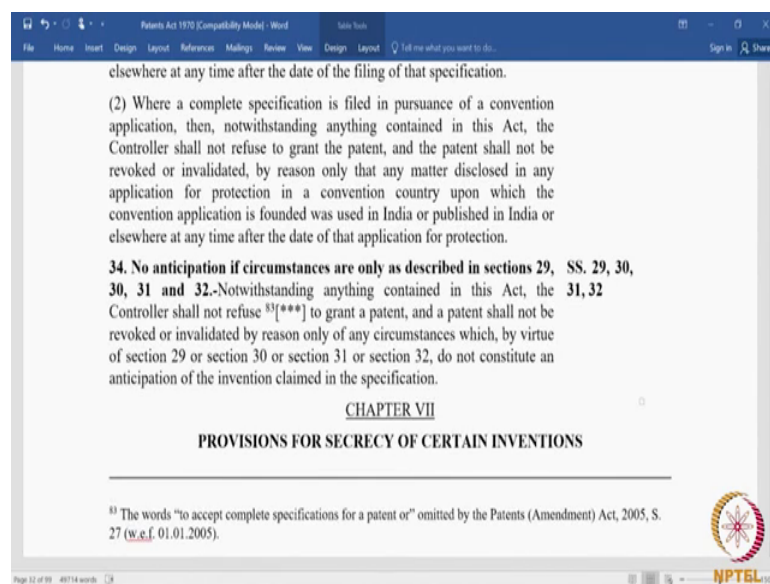 Patents Act 1970 [Compatibility Mode] - Word
Table Tools
File Home Insert Design Layout References Mailings Review View Design Layout Tell me what you want to do...
Sign in Share
elsewhere at any time after the date of the filing of that specification.
(2) Where a complete specification is filed in pursuance of a convention
application, then, notwithstanding anything contained in this Act, the
Controller shall not refuse to grant the patent, and the patent shall not be
revoked or invalidated, by reason only that any matter disclosed in any
application for protection in a convention country upon which the
convention application is founded was used in India or published in India or
elsewhere at any time after the date of that application for protection.
34. No anticipation if circumstances are only as described in sections 29, SS. 29, 30,
30, 31 and 32.-Notwithstanding anything contained in this Act, the 31, 32
Controller shall not refuse 83[***] to grant a patent, and a patent shall not be
revoked or invalidated by reason only of any circumstances which, by virtue
of section 29 or section 30 or section 31 or section 32, do not constitute an
anticipation of the invention claimed in the specification.
CHAPTER VII
PROVISIONS FOR SECRECY OF CERTAIN INVENTIONS
83 The words “to accept complete specifications for a patent or” omitted by the Patents (Amendment) Act, 2005, S.
27 (w.e.f. 01.01.2005).
Page 32 of 99 49714 words
NPTEL